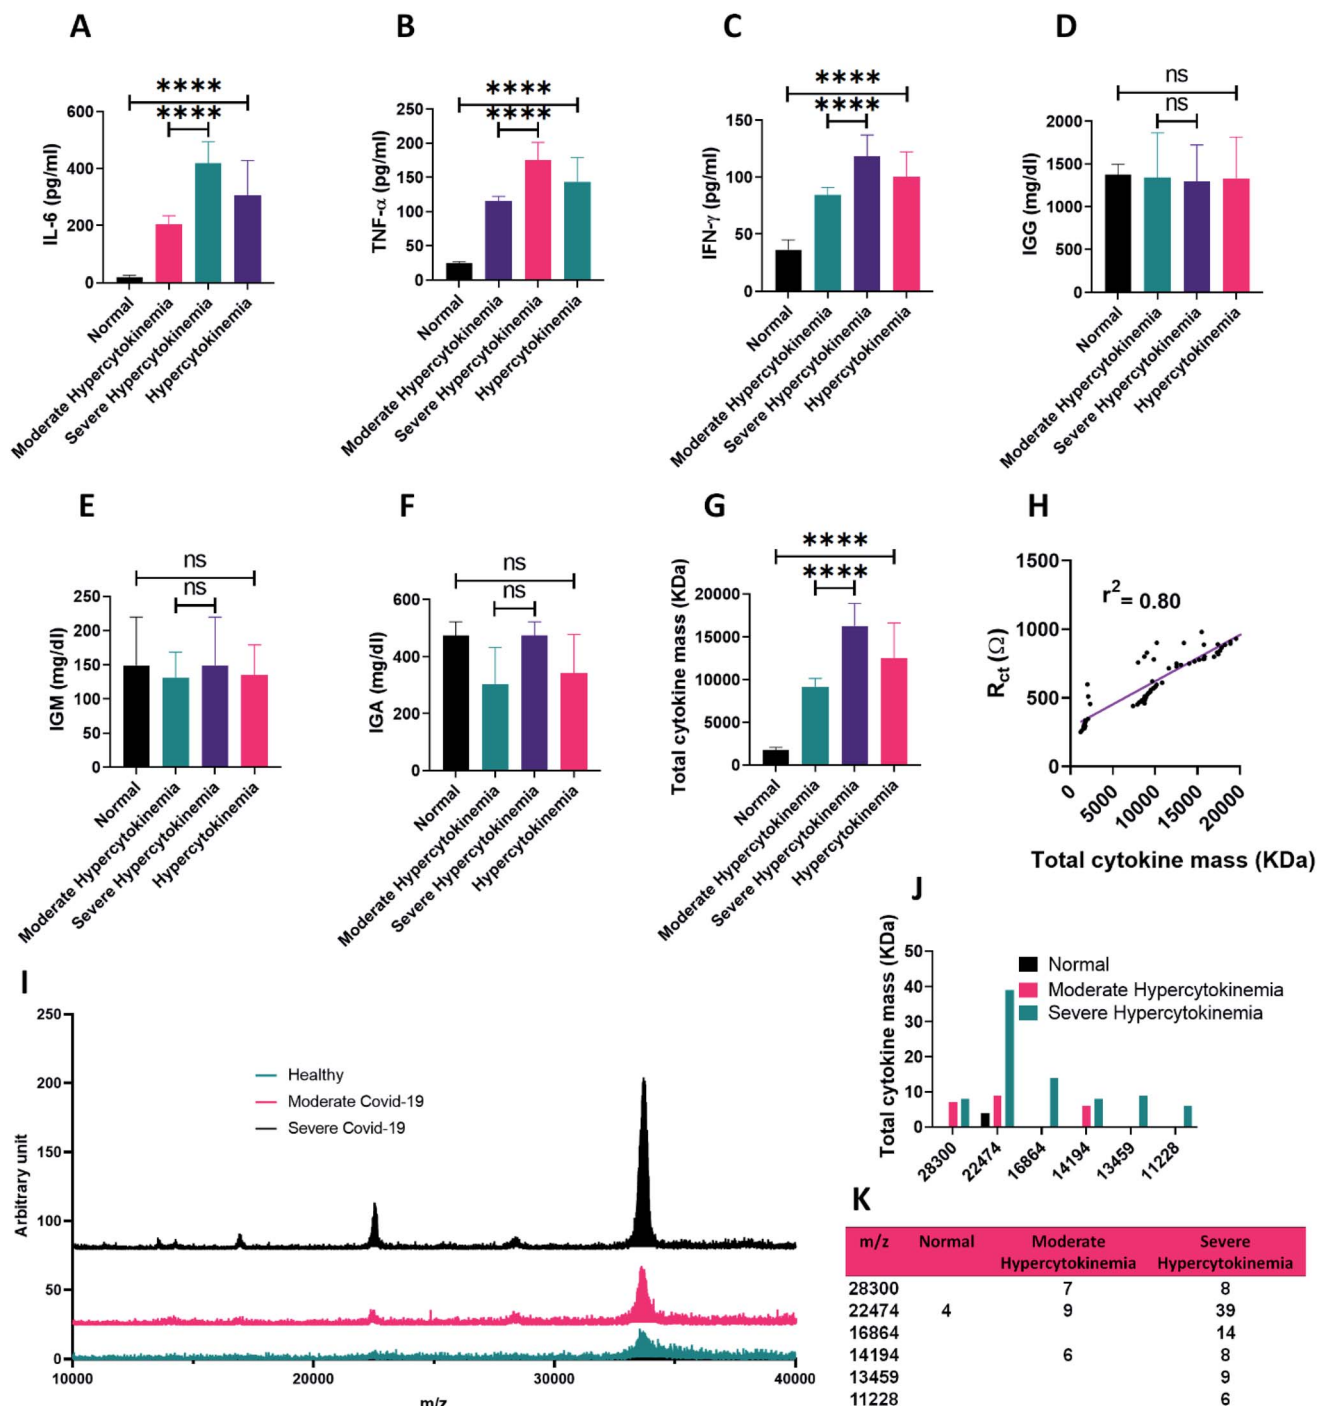 A
B
C
D
****
****
600
400
200
0
IL-6 (pg/ml)
Normal
Moderate Hypercytokinemia
Severe Hypercytokinemia
Hypercytokinemia
****
****
250
200
150
100
50
0
TNF-α (pg/ml)
Normal
Moderate Hypercytokinemia
Severe Hypercytokinemia
Hypercytokinemia
****
****
150
100
50
0
IFN-γ (pg/ml)
Normal
Moderate Hypercytokinemia
Severe Hypercytokinemia
Hypercytokinemia
ns
ns
2000
1500
1000
500
0
IGG (mg/dl)
Normal
Moderate Hypercytokinemia
Severe Hypercytokinemia
Hypercytokinemia
E
F
G
H
ns
ns
250
200
150
100
50
0
IGM (mg/dl)
Normal
Moderate Hypercytokinemia
Severe Hypercytokinemia
Hypercytokinemia
ns
ns
600
400
200
0
IGA (mg/dl)
Normal
Moderate Hypercytokinemia
Severe Hypercytokinemia
Hypercytokinemia
****
****
20000
15000
10000
5000
0
Total cytokine mass (KDa)
Normal
Moderate Hypercytokinemia
Severe Hypercytokinemia
Hypercytokinemia
1500
1000
500
0
Rct (Ω)
r² = 0.80
0
5000
10000
15000
20000
Total cytokine mass (KDa)
I
250
200
150
100
50
0
Arbitrary unit
Healthy
Moderate Covid-19
Severe Covid-19
10000
20000
30000
40000
m/z
J
50
40
30
20
10
0
Total cytokine mass (KDa)
Normal
Moderate Hypercytokinemia
Severe Hypercytokinemia
28300
22474
16864
14194
13459
11228
K
m/z Normal Moderate Severe
Hypercytokinemia Hypercytokinemia
28300 7 8
22474 4 9 39
16864 14
14194 6 8
13459 9
11228 6